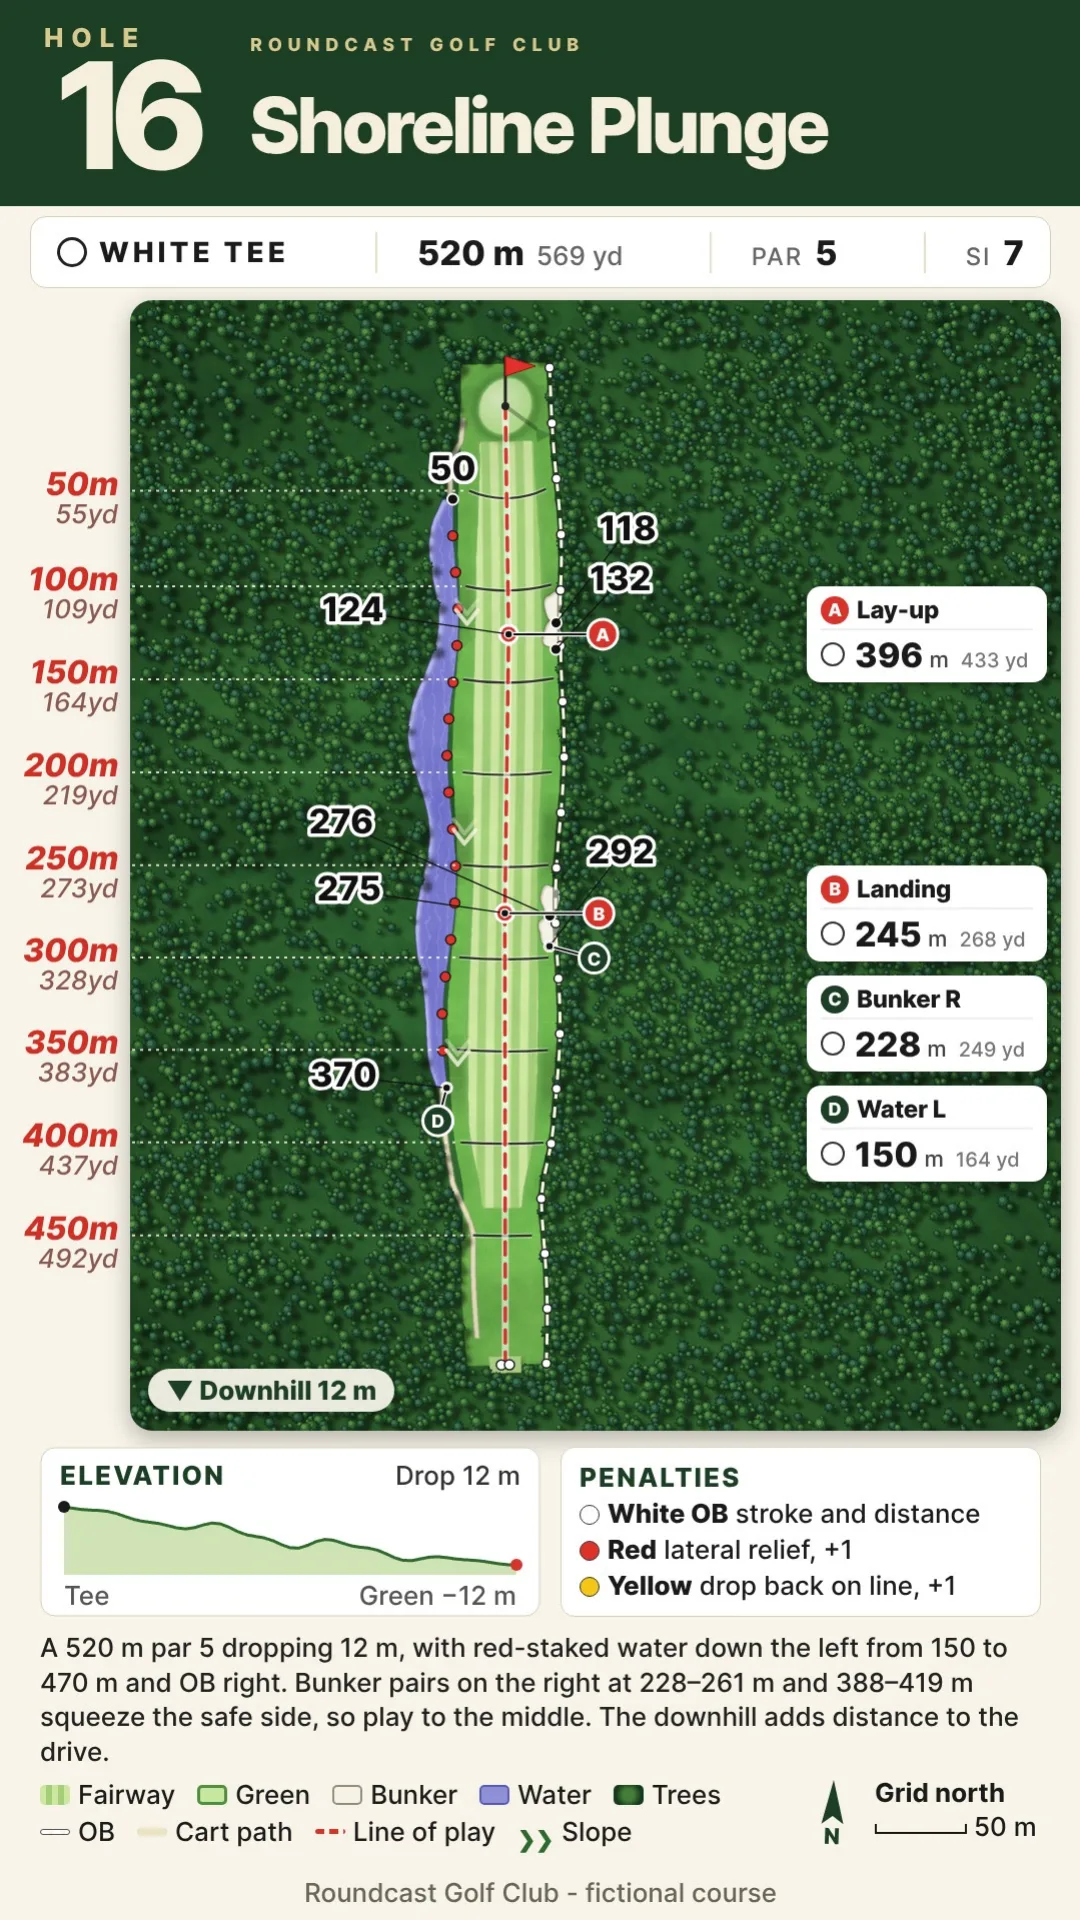 HOLE
16
ROUNDCAST GOLF CLUB
Shoreline Plunge
WHITE TEE
520 m 569 yd
PAR 5
SI 7
50m
55yd
100m
109yd
150m
164yd
200m
219yd
250m
273yd
300m
328yd
350m
383yd
400m
437yd
450m
492yd
50
118
132
124
A
276
292
275
B
C
370
D
A Lay-up
396 m 433 yd
B Landing
245 m 268 yd
C Bunker R
228 m 249 yd
D Water L
150 m 164 yd
▼ Downhill 12 m
ELEVATION
Drop 12 m
Tee
Green −12 m
PENALTIES
White OB stroke and distance
Red lateral relief, +1
Yellow drop back on line, +1
A 520 m par 5 dropping 12 m, with red-staked water down the left from 150 to
470 m and OB right. Bunker pairs on the right at 228–261 m and 388–419 m
squeeze the safe side, so play to the middle. The downhill adds distance to the
drive.
Fairway Green Bunker Water Trees
OB Cart path Line of play Slope
N
Grid north
50 m
Roundcast Golf Club - fictional course